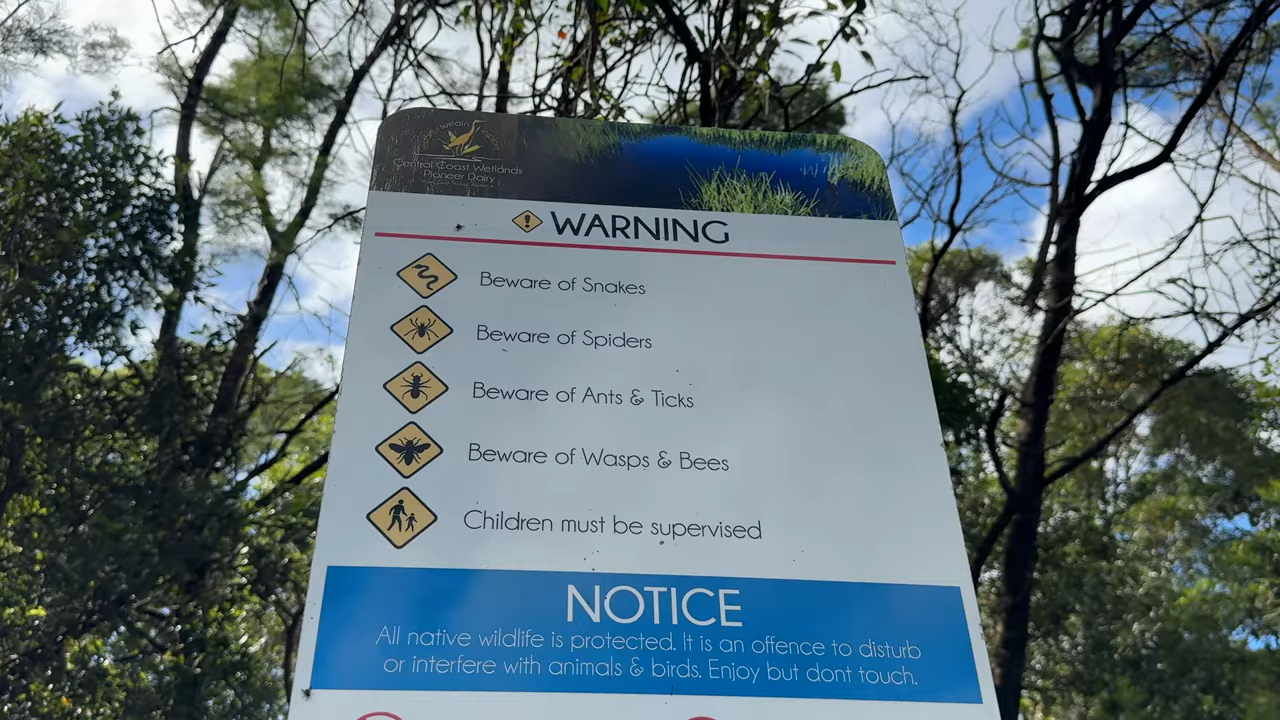 Central Coast Wetlands
Pioneer Dairy
WARNING
Beware of Snakes
Beware of Spiders
Beware of Ants & Ticks
Beware of Wasps & Bees
Children must be supervised
NOTICE
All native wildlife is protected. It is an offence to disturb
or interfere with animals & birds. Enjoy but dont touch.